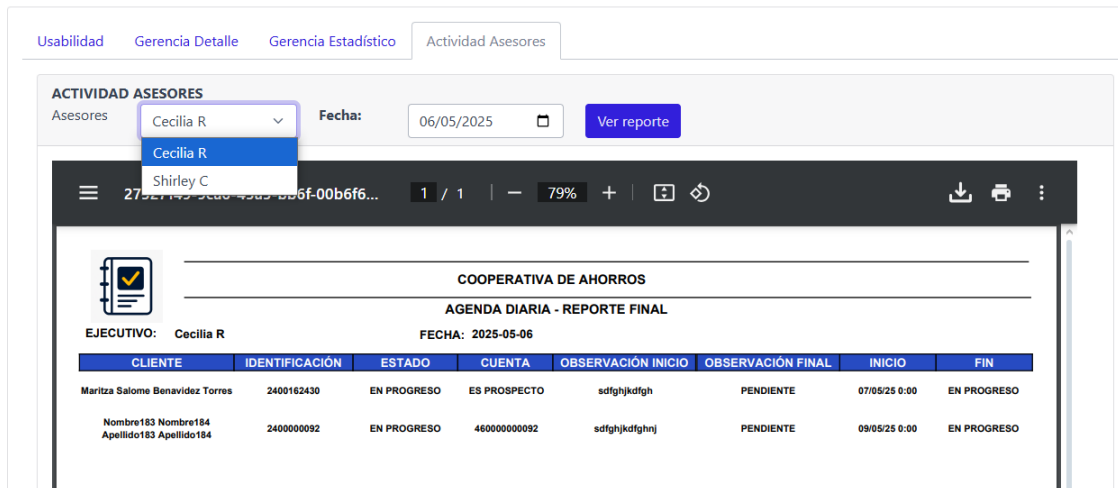 Usabilidad Gerencia Detalle Gerencia Estadístico Actividad Asesores
ACTIVIDAD ASESORES
Asesores Cecilia R Fecha: 06/05/2025 Ver reporte
Cecilia R
Shirley C
1 / 1 79%
COOPERATIVA DE AHORROS
AGENDA DIARIA - REPORTE FINAL
EJECUTIVO: Cecilia R FECHA: 2025-05-06
CLIENTE IDENTIFICACIÓN ESTADO CUENTA OBSERVACIÓN INICIO OBSERVACIÓN FINAL INICIO FIN
Maritza Salome Benavidez Torres 2400162430 EN PROGRESO ES PROSPECTO sdfghjkdfgh PENDIENTE 07/05/25 0:00 EN PROGRESO
Nombre183 Nombre184
Apellido183 Apellido184 2400000092 EN PROGRESO 460000000092 sdfghjkdfghnj PENDIENTE 09/05/25 0:00 EN PROGRESO